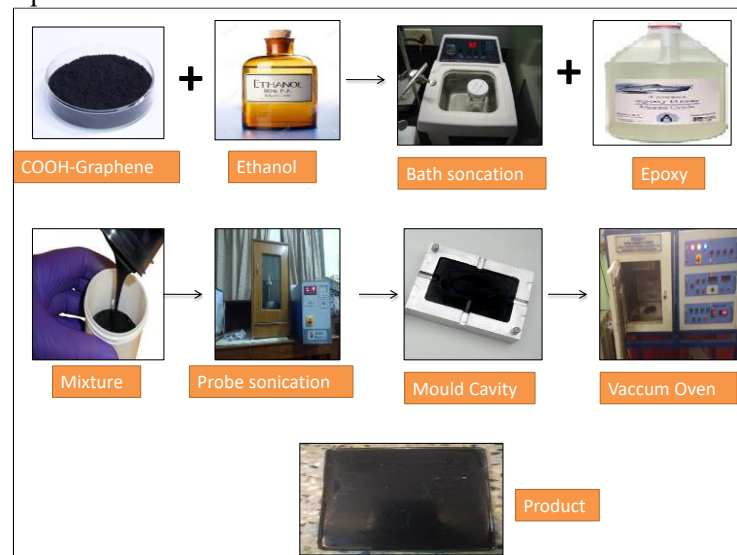 +
ETHANOL
+
COOH-Graphene
Ethanol
Bath soncation
Epoxy
A
Mixture
Probe sonication
Mould Cavity
Vaccum Oven
Product